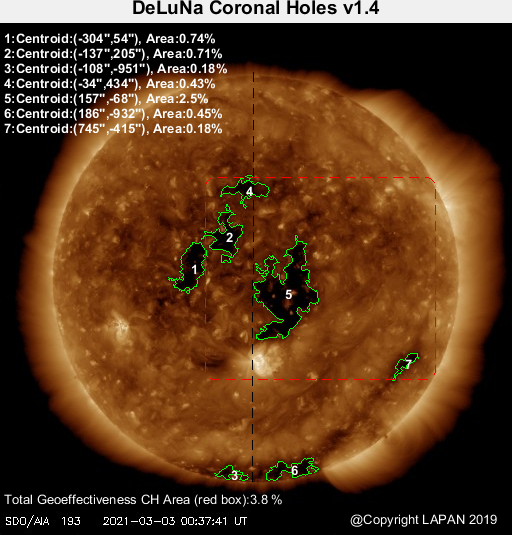 DeLuNa Coronal Holes v1.4
1:Centroid:(-304",54"), Area:0.74%
2:Centroid:(-137",205"), Area:0.71%
3:Centroid:(-108",-951"), Area:0.18%
4:Centroid:(-34",434"), Area:0.43%
5:Centroid:(157",-68"), Area:2.5%
6:Centroid:(186",-932"), Area:0.45%
7:Centroid:(745",-415"), Area:0.18%
4
2
1
5
7
6
3
Total Geoeffectiveness CH Area (red box):3.8 %
SDO/AIA 193 2021-03-03 00:37:41 UT
@Copyright LAPAN 2019